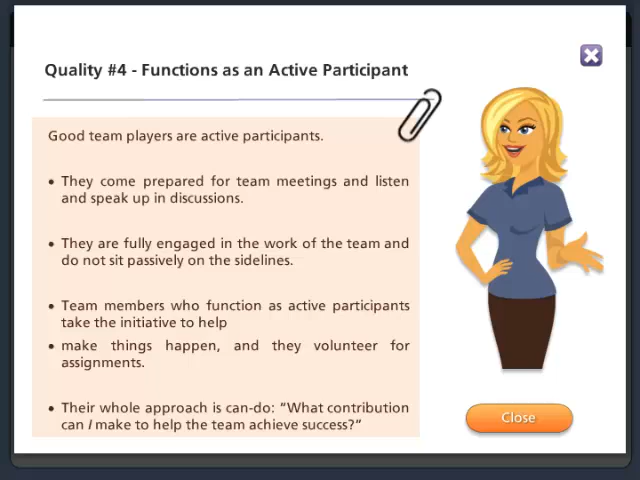 Quality #4 - Functions as an Active Participant
Good team players are active participants.
• They come prepared for team meetings and listen
and speak up in discussions.
• They are fully engaged in the work of the team and
do not sit passively on the sidelines.
• Team members who function as active participants
take the initiative to help
• make things happen, and they volunteer for
assignments.
• Their whole approach is can-do: “What contribution
can I make to help the team achieve success?”
Close